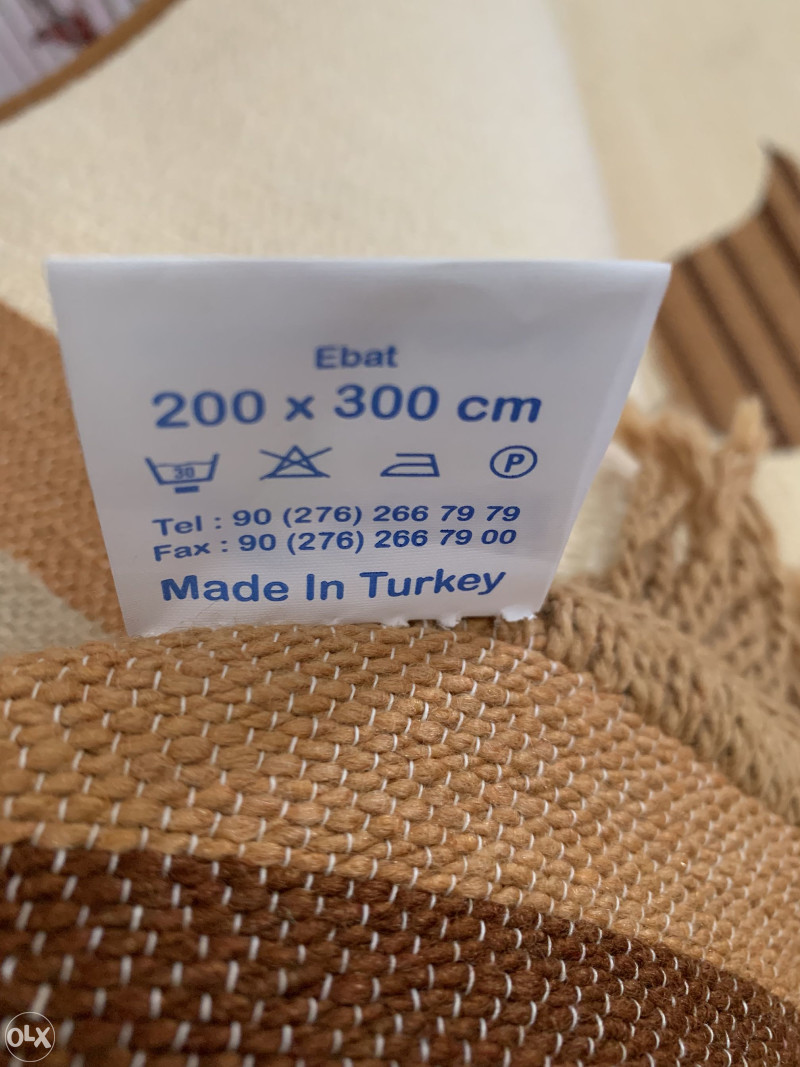 Ebat
200 x 300 cm
30
P
Tel : 90 (276) 266 79 79
Fax : 90 (276) 266 79 00
Made In Turkey
OLX